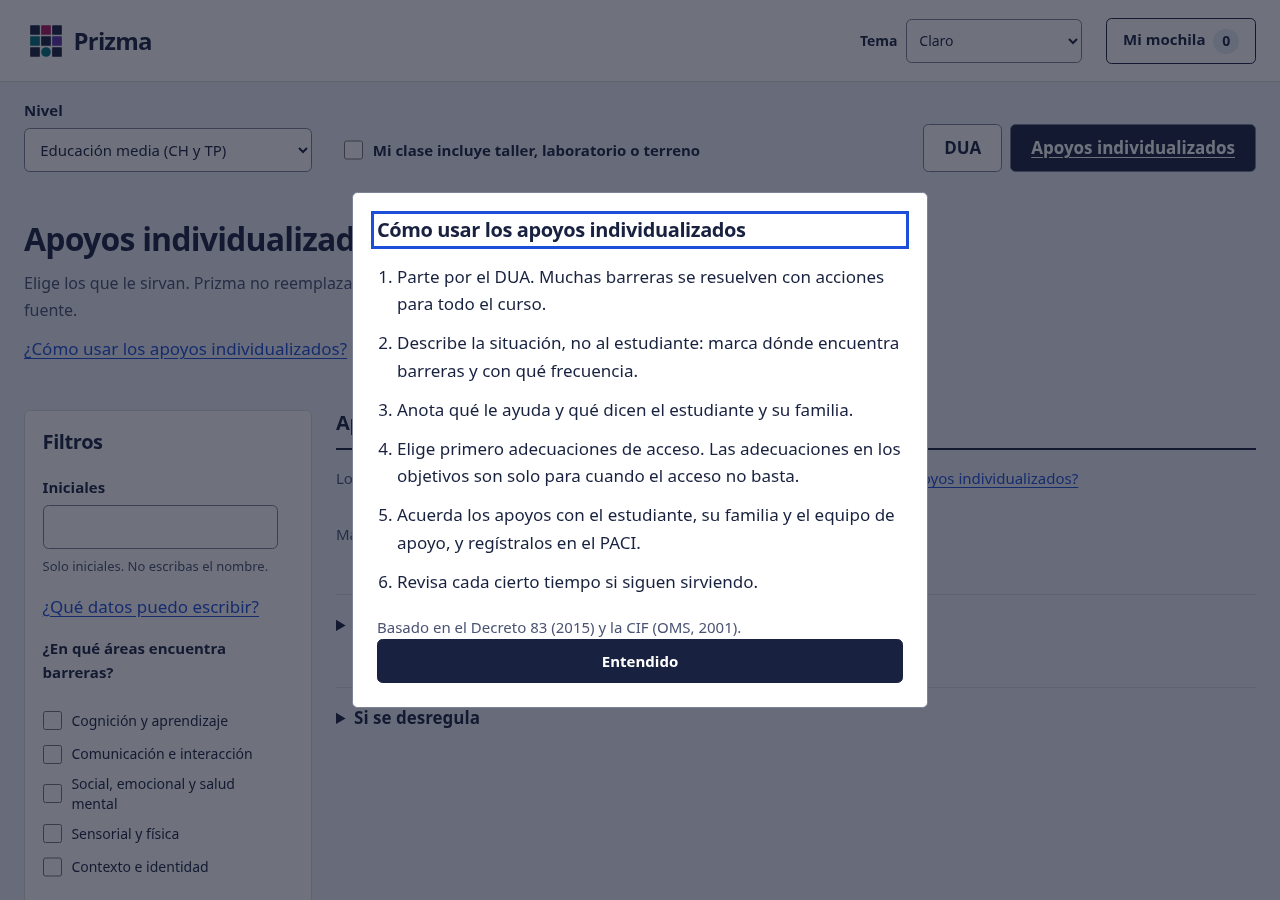 Prizma
Tema
Claro
Mi mochila 0
Nivel
Educación media (CH y TP)
Mi clase incluye taller, laboratorio o terreno
DUA
Apoyos individualizados
Apoyos
Elige los que le sirvan. Prizma no reemplaza
fuente.
¿Cómo usar los apoyos individualizados?
Filtros
Iniciales
Solo iniciales. No escribas el nombre.
¿Qué datos puedo escribir?
¿En qué áreas encuentra
barreras?
Cognición y aprendizaje
Comunicación e interacción
Social, emocional y salud
mental
Sensorial y física
Contexto e identidad
individualizados?
Si se desregula
Cómo usar los apoyos individualizados
1. Parte por el DUA. Muchas barreras se resuelven con acciones
para todo el curso.
2. Describe la situación, no al estudiante: marca dónde encuentra
barreras y con qué frecuencia.
3. Anota qué le ayuda y qué dicen el estudiante y su familia.
4. Elige primero adecuaciones de acceso. Las adecuaciones en los
objetivos son solo para cuando el acceso no basta.
5. Acuerda los apoyos con el estudiante, su familia y el equipo de
apoyo, y regístralos en el PACI.
6. Revisa cada cierto tiempo si siguen sirviendo.
Basado en el Decreto 83 (2015) y la CIF (OMS, 2001).
Entendido